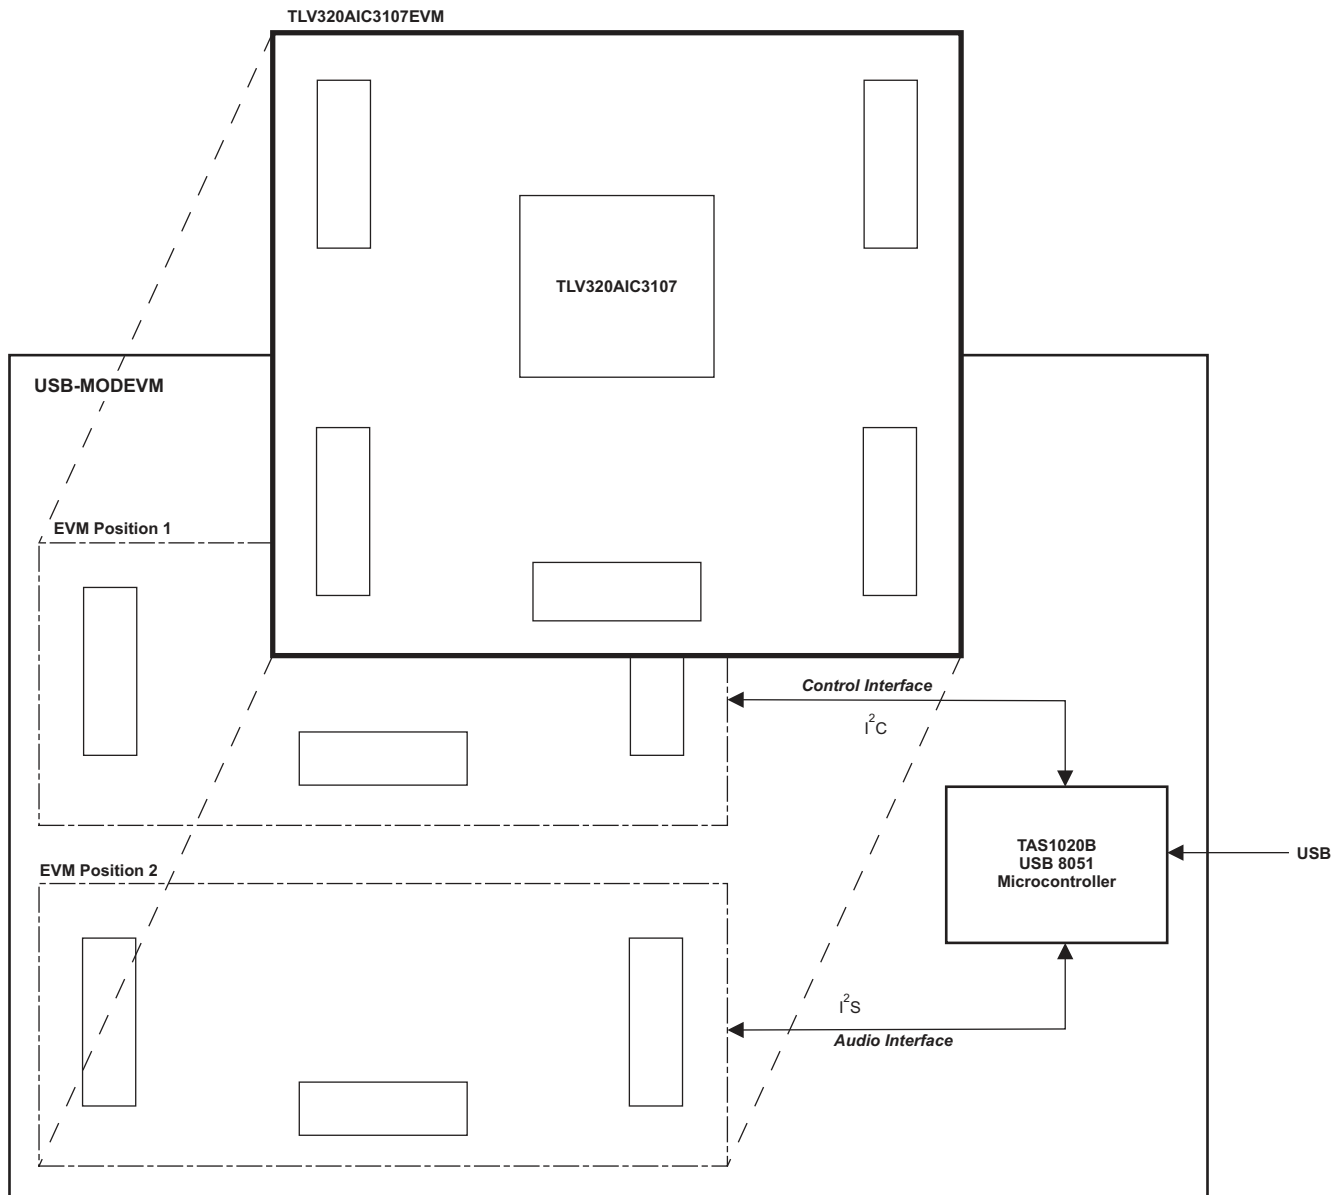 TLV320AIC3107EVM
TLV320AIC3107
USB-MODEVM
EVM Position 1
Control Interface
I²C
TAS1020B
USB 8051
Microcontroller
USB
EVM Position 2
I²S
Audio Interface